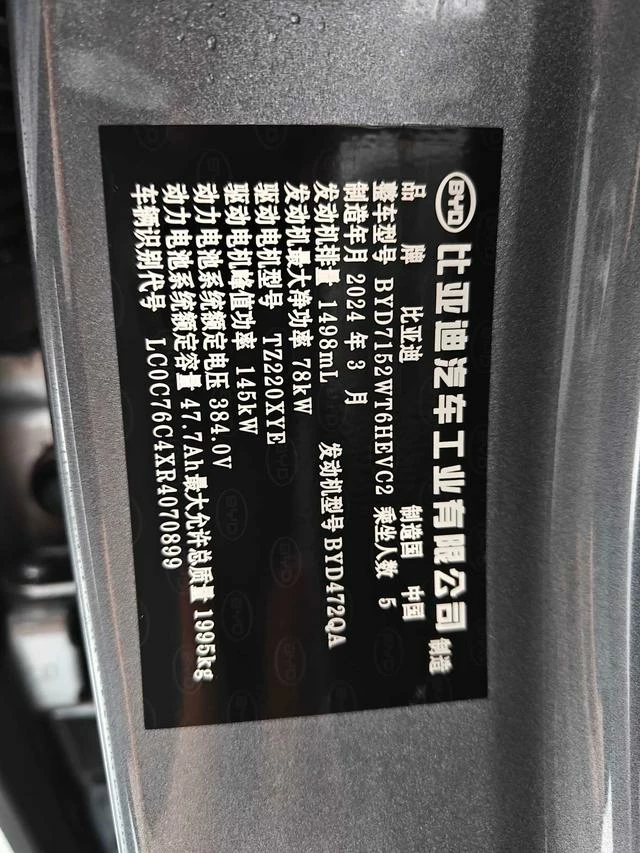 BYD 比亚迪汽车工业有限公司 制造
品牌 比亚迪 制造国 中国
整车型号 BYD7152WT6HEVC2 乘坐人数 5
制造年月 2024 年 3 月
发动机排量 1498mL 发动机型号 BYD472QA
发动机最大净功率 78kW
驱动电机型号 TZ220XYE
驱动电机峰值功率 145kW
动力电池系统额定电压 384.0V
动力电池系统额定容量 47.7Ah 最大允许总质量 1995kg
车辆识别代号 LC0C76C4XR4070899